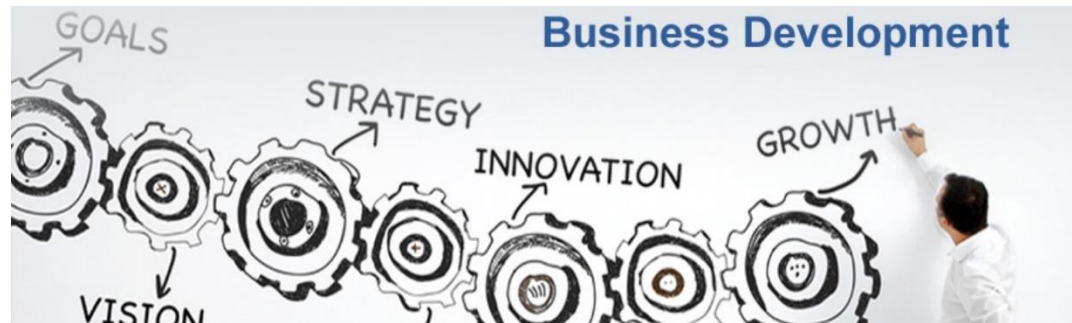 Business Development
GOALS
STRATEGY
GROWTH
INNOVATION
VISION